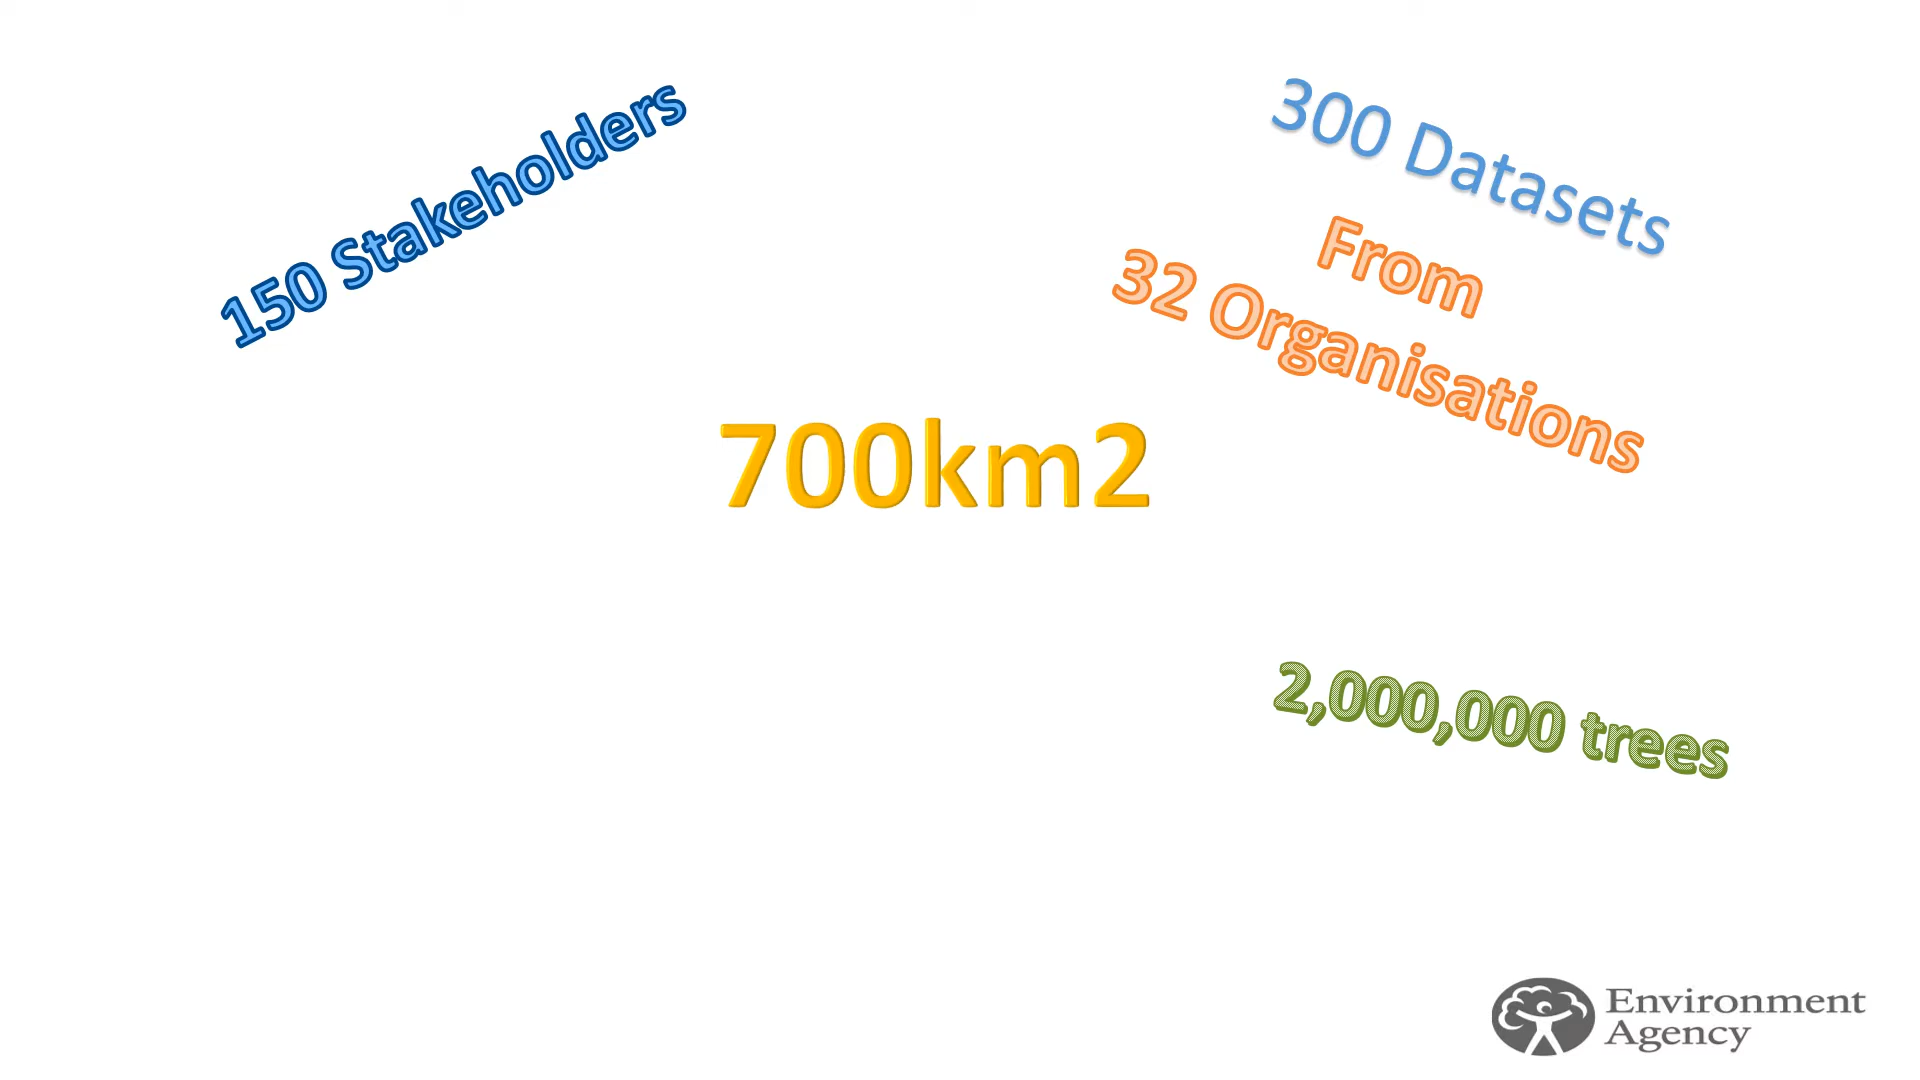 150 Stakeholders
300 Datasets
From
32 Organisations
700km2
2,000,000 trees
Environment
Agency